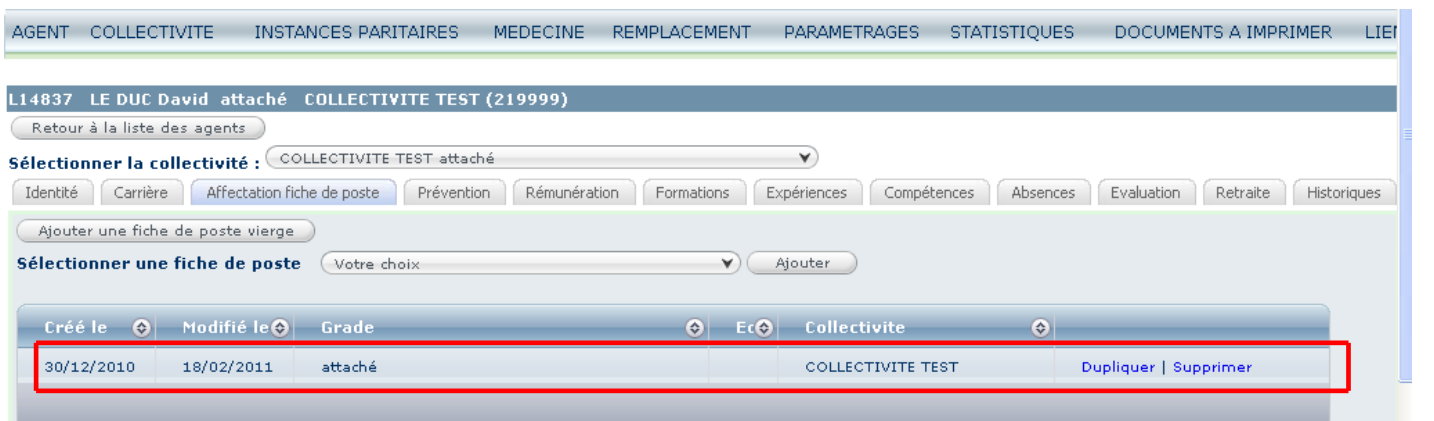 AGENT COLLECTIVITE INSTANCES PARITAIRES MEDECINE REMPLACEMENT PARAMETRAGES STATISTIQUES DOCUMENTS A IMPRIMER LIE
L14837 LE DUC David attaché COLLECTIVITE TEST (219999)
Retour à la liste des agents
Sélectionner la collectivité : COLLECTIVITE TEST attaché
Identité Carrière Affectation fiche de poste Prévention Rémunération Formations Expériences Compétences Absences Evaluation Retraite Historiques
Ajouter une fiche de poste vierge
Sélectionner une fiche de poste Votre choix Ajouter
Créé le Modifié le Grade Ec Collectivite
30/12/2010 18/02/2011 attaché COLLECTIVITE TEST Dupliquer | Supprimer